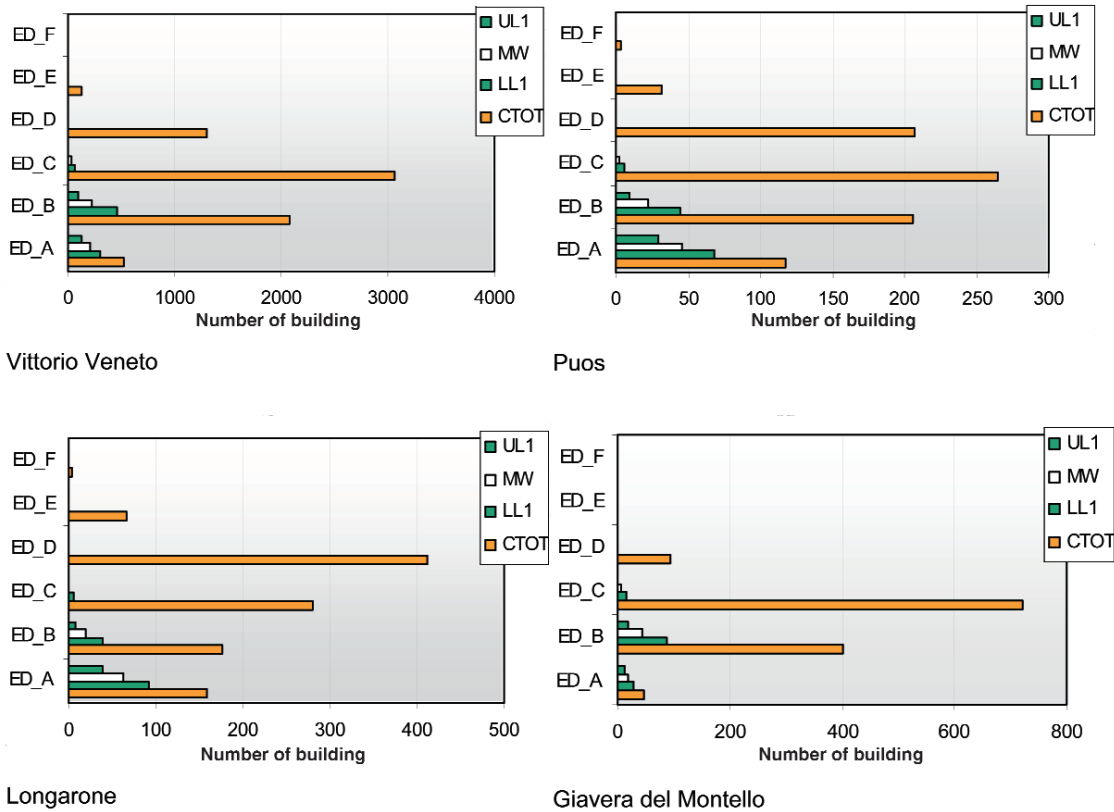 ED_F
ED_E
ED_D
ED_C
ED_B
ED_A
UL1
MW
LL1
CTOT
0 1000 2000 3000 4000
Number of building
Vittorio Veneto
ED_F
ED_E
ED_D
ED_C
ED_B
ED_A
UL1
MW
LL1
CTOT
0 50 100 150 200 250 300
Number of building
Puos
ED_F
ED_E
ED_D
ED_C
ED_B
ED_A
UL1
MW
LL1
CTOT
0 100 200 300 400 500
Number of building
Longarone
ED_F
ED_E
ED_D
ED_C
ED_B
ED_A
UL1
MW
LL1
CTOT
0 200 400 600 800
Number of building
Giavera del Montello